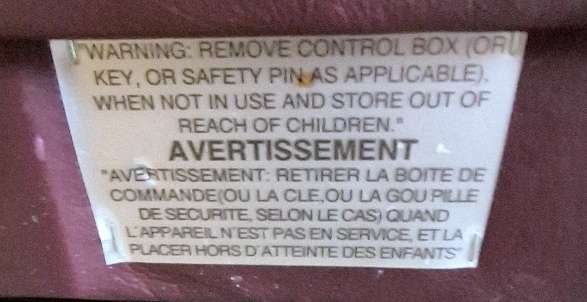 "WARNING: REMOVE CONTROL BOX (OR
KEY, OR SAFETY PIN AS APPLICABLE).
WHEN NOT IN USE AND STORE OUT OF
REACH OF CHILDREN."
AVERTISSEMENT
"AVERTISSEMENT: RETIRER LA BOITE DE
COMMANDE(OU LA CLE,OU LA GOU PILLE
DE SECURITE, SELON LE CAS) QUAND
L'APPAREIL N'EST PAS EN SERVICE, ET LA
PLACER HORS D'ATTEINTE DES ENFANTS"